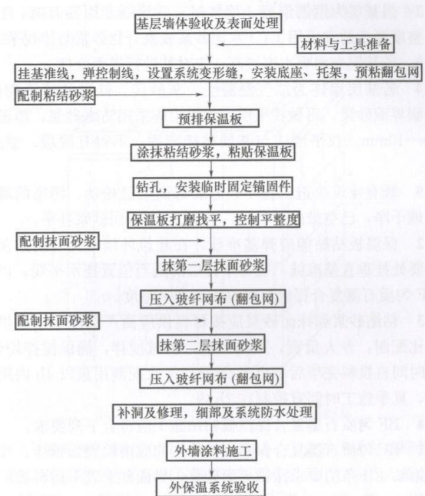 基层墙体验收及表面处理
材料与工具准备
挂基准线，弹控制线，设置系统变形缝，安装底座、托架，预粘翻包网
配制粘结砂浆
预排保温板
涂抹粘结砂浆，粘贴保温板
钻孔，安装临时固定锚固件
保温板打磨找平，控制平整度
配制抹面砂浆
抹第一层抹面砂浆
压入玻纤网布(翻包网)
配制抹面砂浆
抹第二层抹面砂浆
压入玻纤网布(翻包网)
补洞及修理，细部及系统防水处理
外墙涂料施工
外保温系统验收